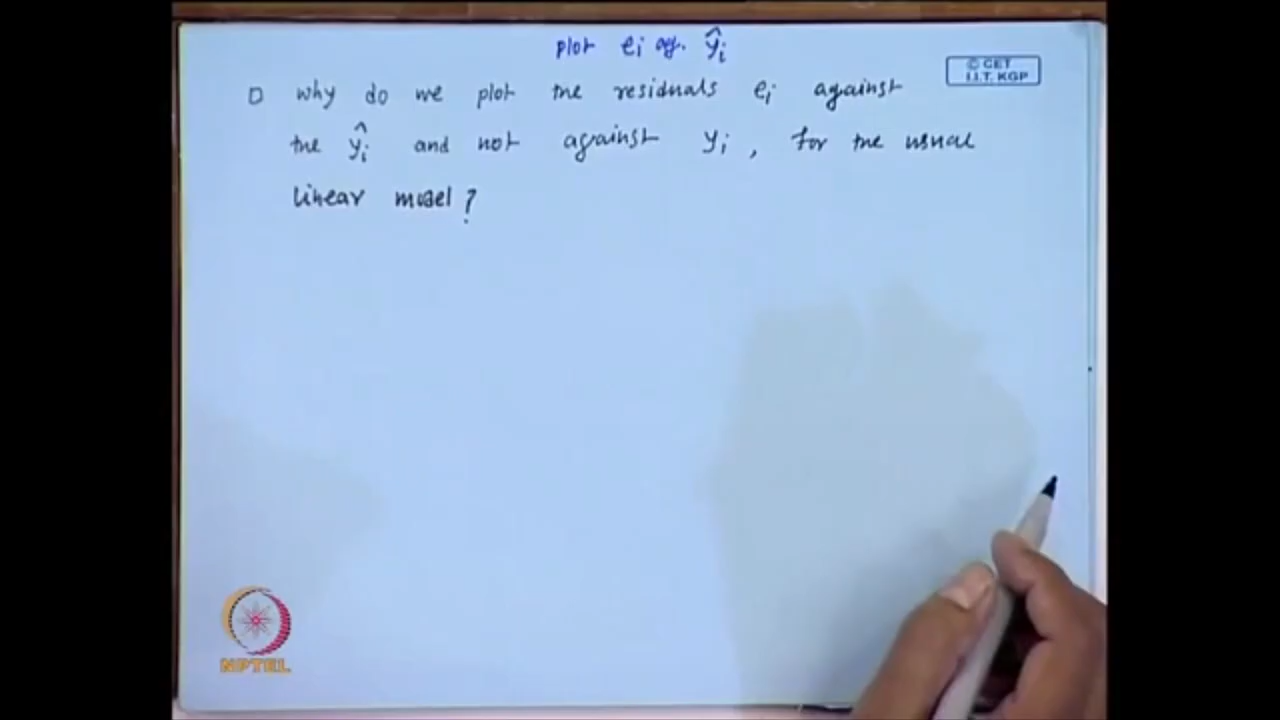 plot eᵢ ag. ŷᵢ
© CET
I.I.T. KGP
□ why do we plot the residuals eᵢ against
the ŷᵢ and not against yᵢ , for the usual
linear model ?
NPTEL